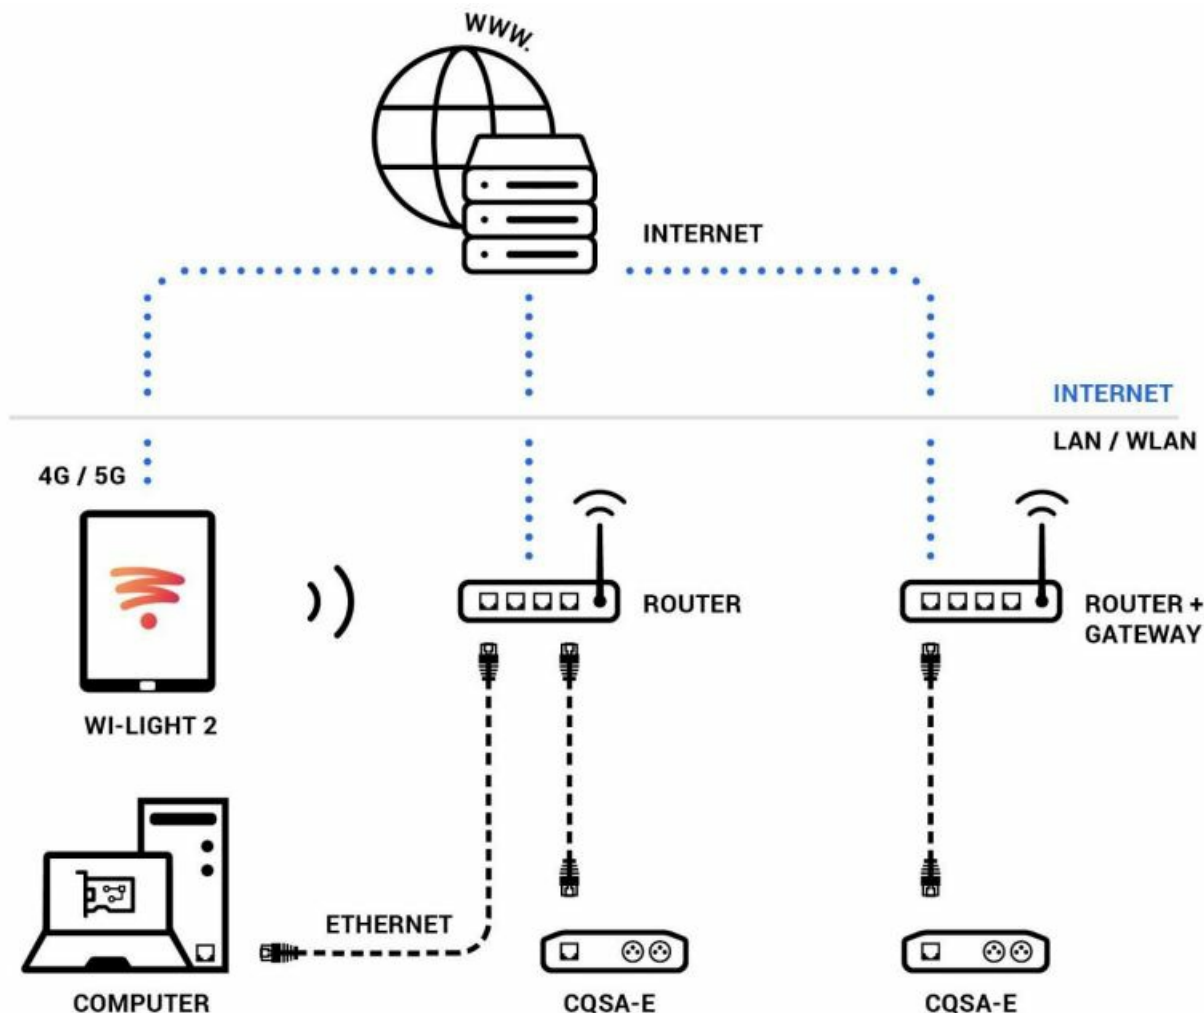 WWW.
INTERNET
INTERNET
LAN / WLAN
4G / 5G
ROUTER
ROUTER +
GATEWAY
WI-LIGHT 2
ETHERNET
COMPUTER
CQSA-E
CQSA-E